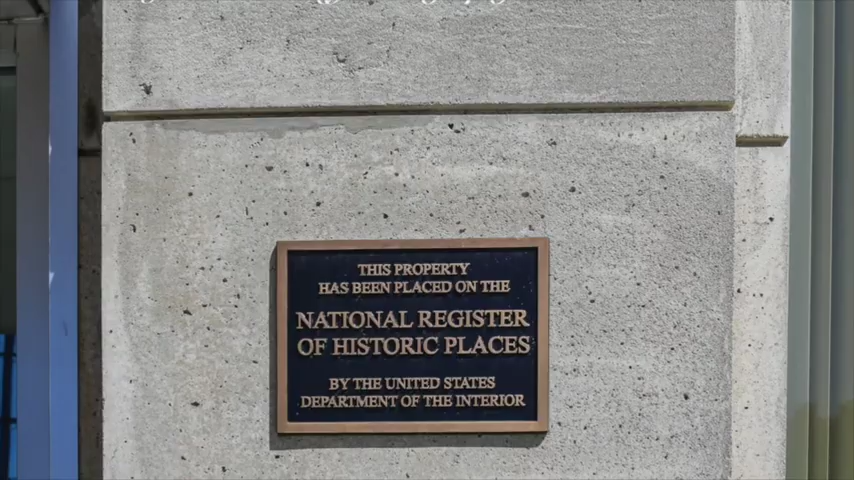 THIS PROPERTY
HAS BEEN PLACED ON THE
NATIONAL REGISTER
OF HISTORIC PLACES
BY THE UNITED STATES
DEPARTMENT OF THE INTERIOR